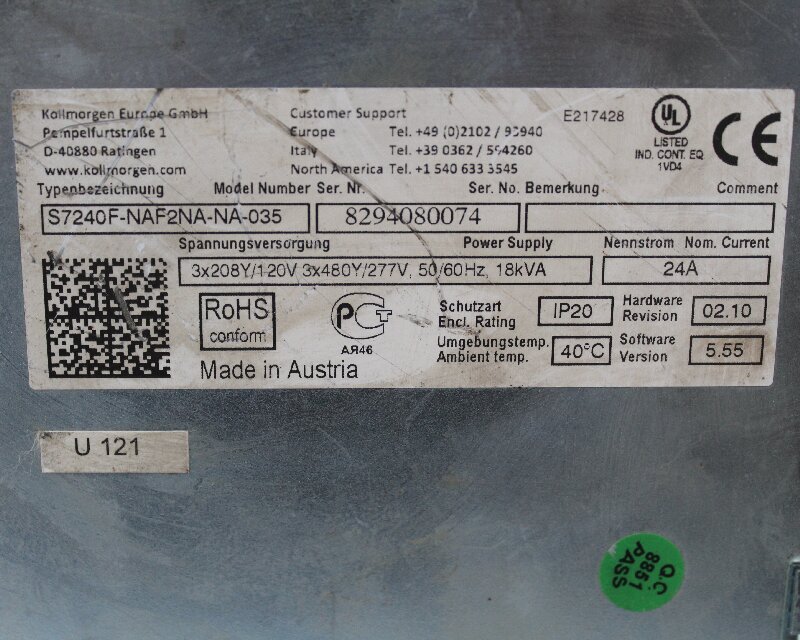 Kollmorgen Europe GmbH
Pempelfurtstraße 1
D-40880 Ratingen
www.kollmorgen.com
Customer Support
Europe Tel. +49 (0)2102 / 93940
Italy Tel. +39 0362 / 594260
North America Tel. +1 540 633 3545
E217428
UL
LISTED
IND. CONT. EQ
1VD4
CE
Typenbezeichnung Model Number Ser. Nr. Ser. No. Bemerkung Comment
S7240F-NAF2NA-NA-035 8294080074
Spannungsversorgung Power Supply Nennstrom Nom. Current
3x208Y/120V 3x480Y/277V, 50/60Hz, 18kVA 24A
RoHS
conform
РСТ
АЯ46
Schutzart
Encl. Rating
IP20
Hardware
Revision
02.10
Umgebungstemp.
Ambient temp.
40°C
Software
Version
5.55
Made in Austria
U 121
Q.C
8851
PASS